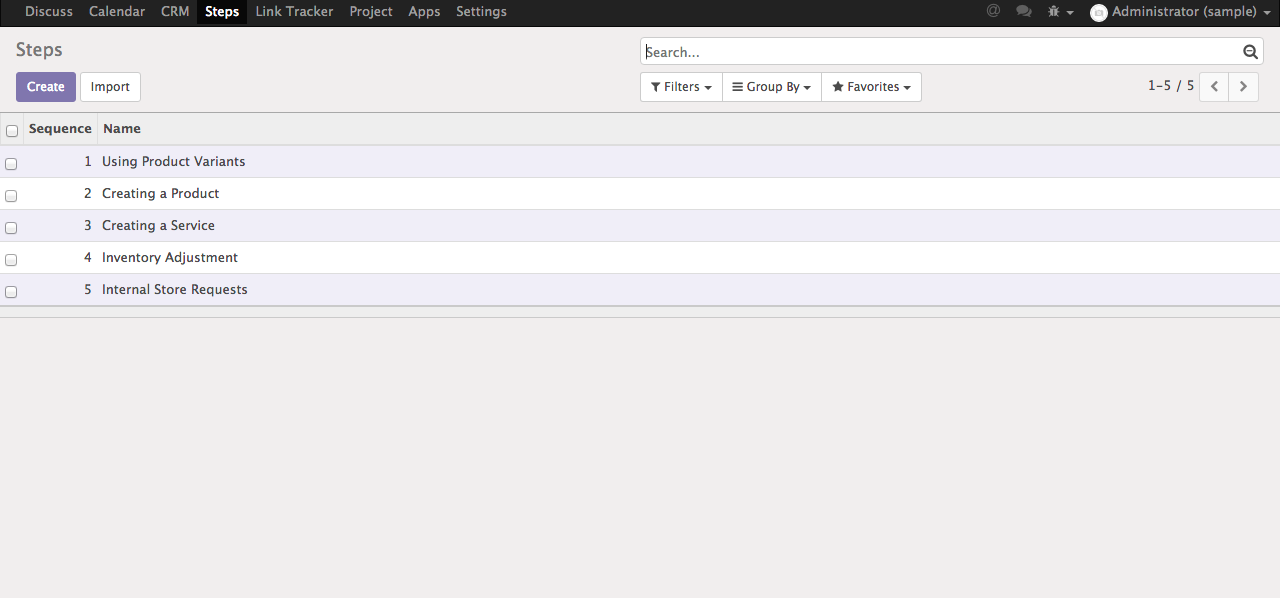 Discuss Calendar CRM Steps Link Tracker Project Apps Settings @ Administrator (sample)
Steps Search...
Create Import Filters Group By Favorites 1-5 / 5
Sequence Name
1 Using Product Variants
2 Creating a Product
3 Creating a Service
4 Inventory Adjustment
5 Internal Store Requests